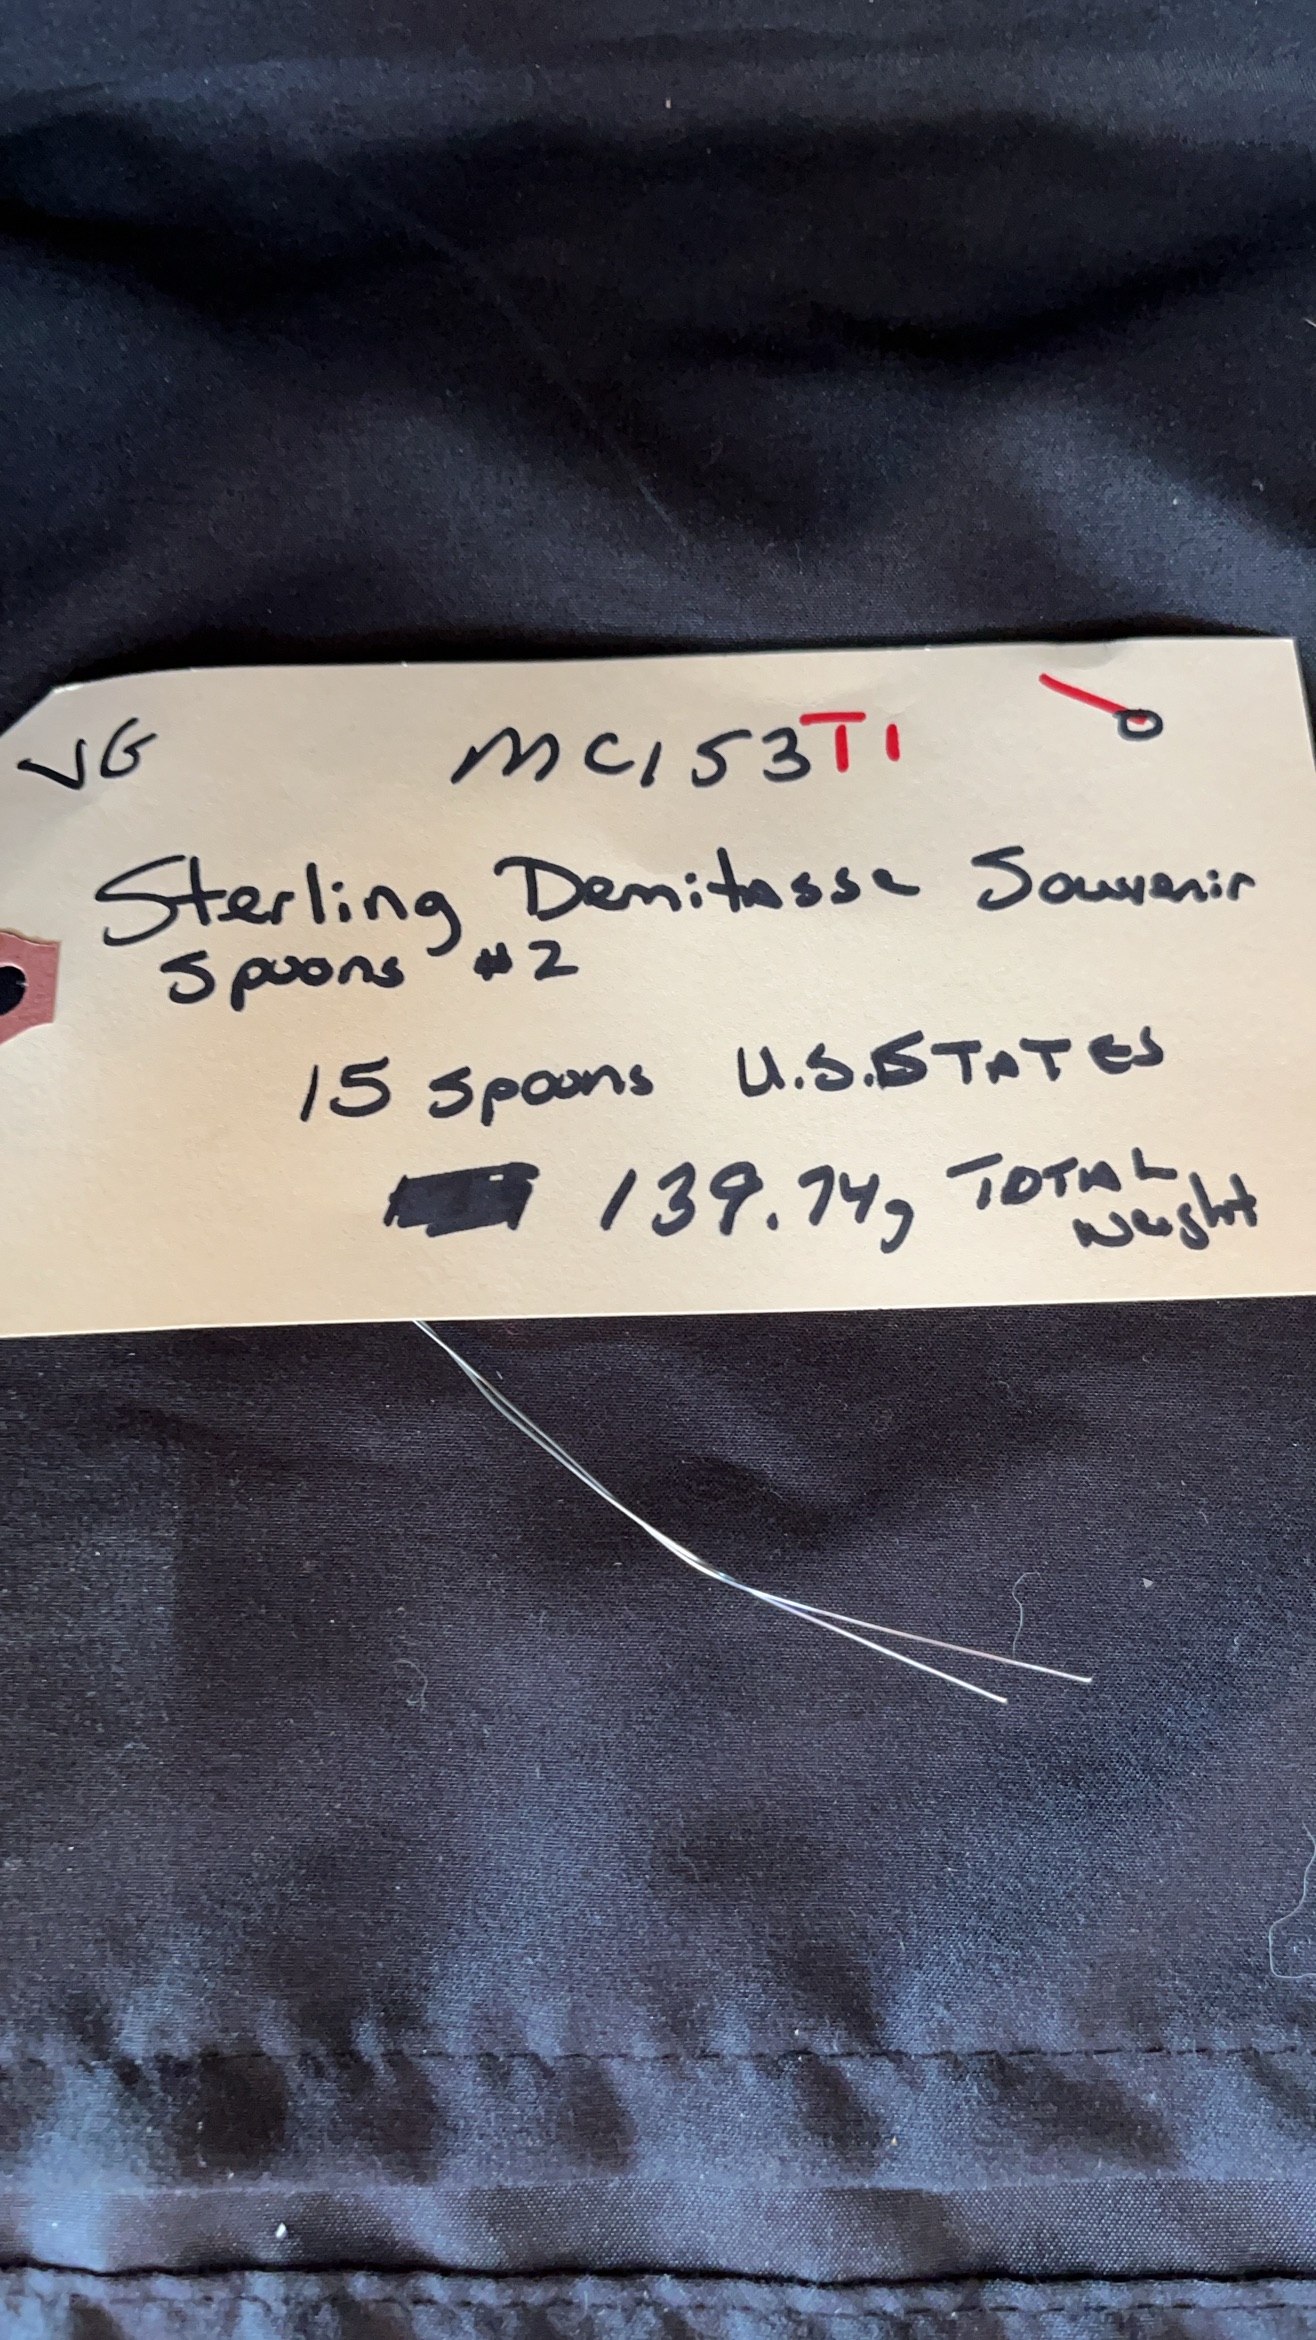 VG MC153T1
Sterling Demitasse Souvenir
Spoons #2
15 Spoons U.S.STATES
139.74g TOTAL
weight